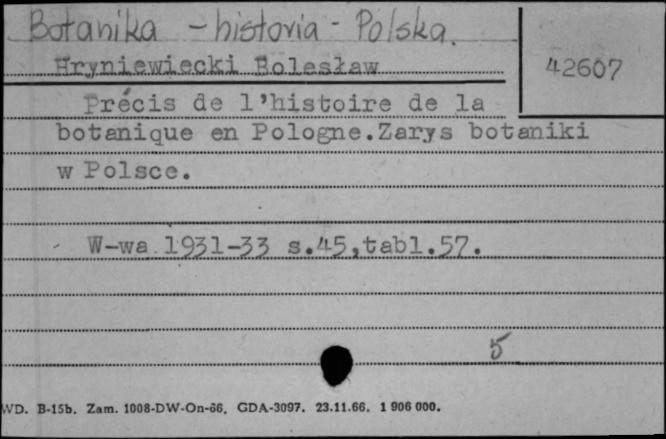 Botanika - historia - Polska.
Hryniewiecki Bolesław
42607
Précis de l'histoire de la
botanique en Pologne.Zarys botaniki
w Polsce.
W-wa 1931-33 s.45,tabl.57.
5
WD. B-15b. Zam. 1008-DW-On-66. GDA-3097. 23.11.66. 1 906 000.